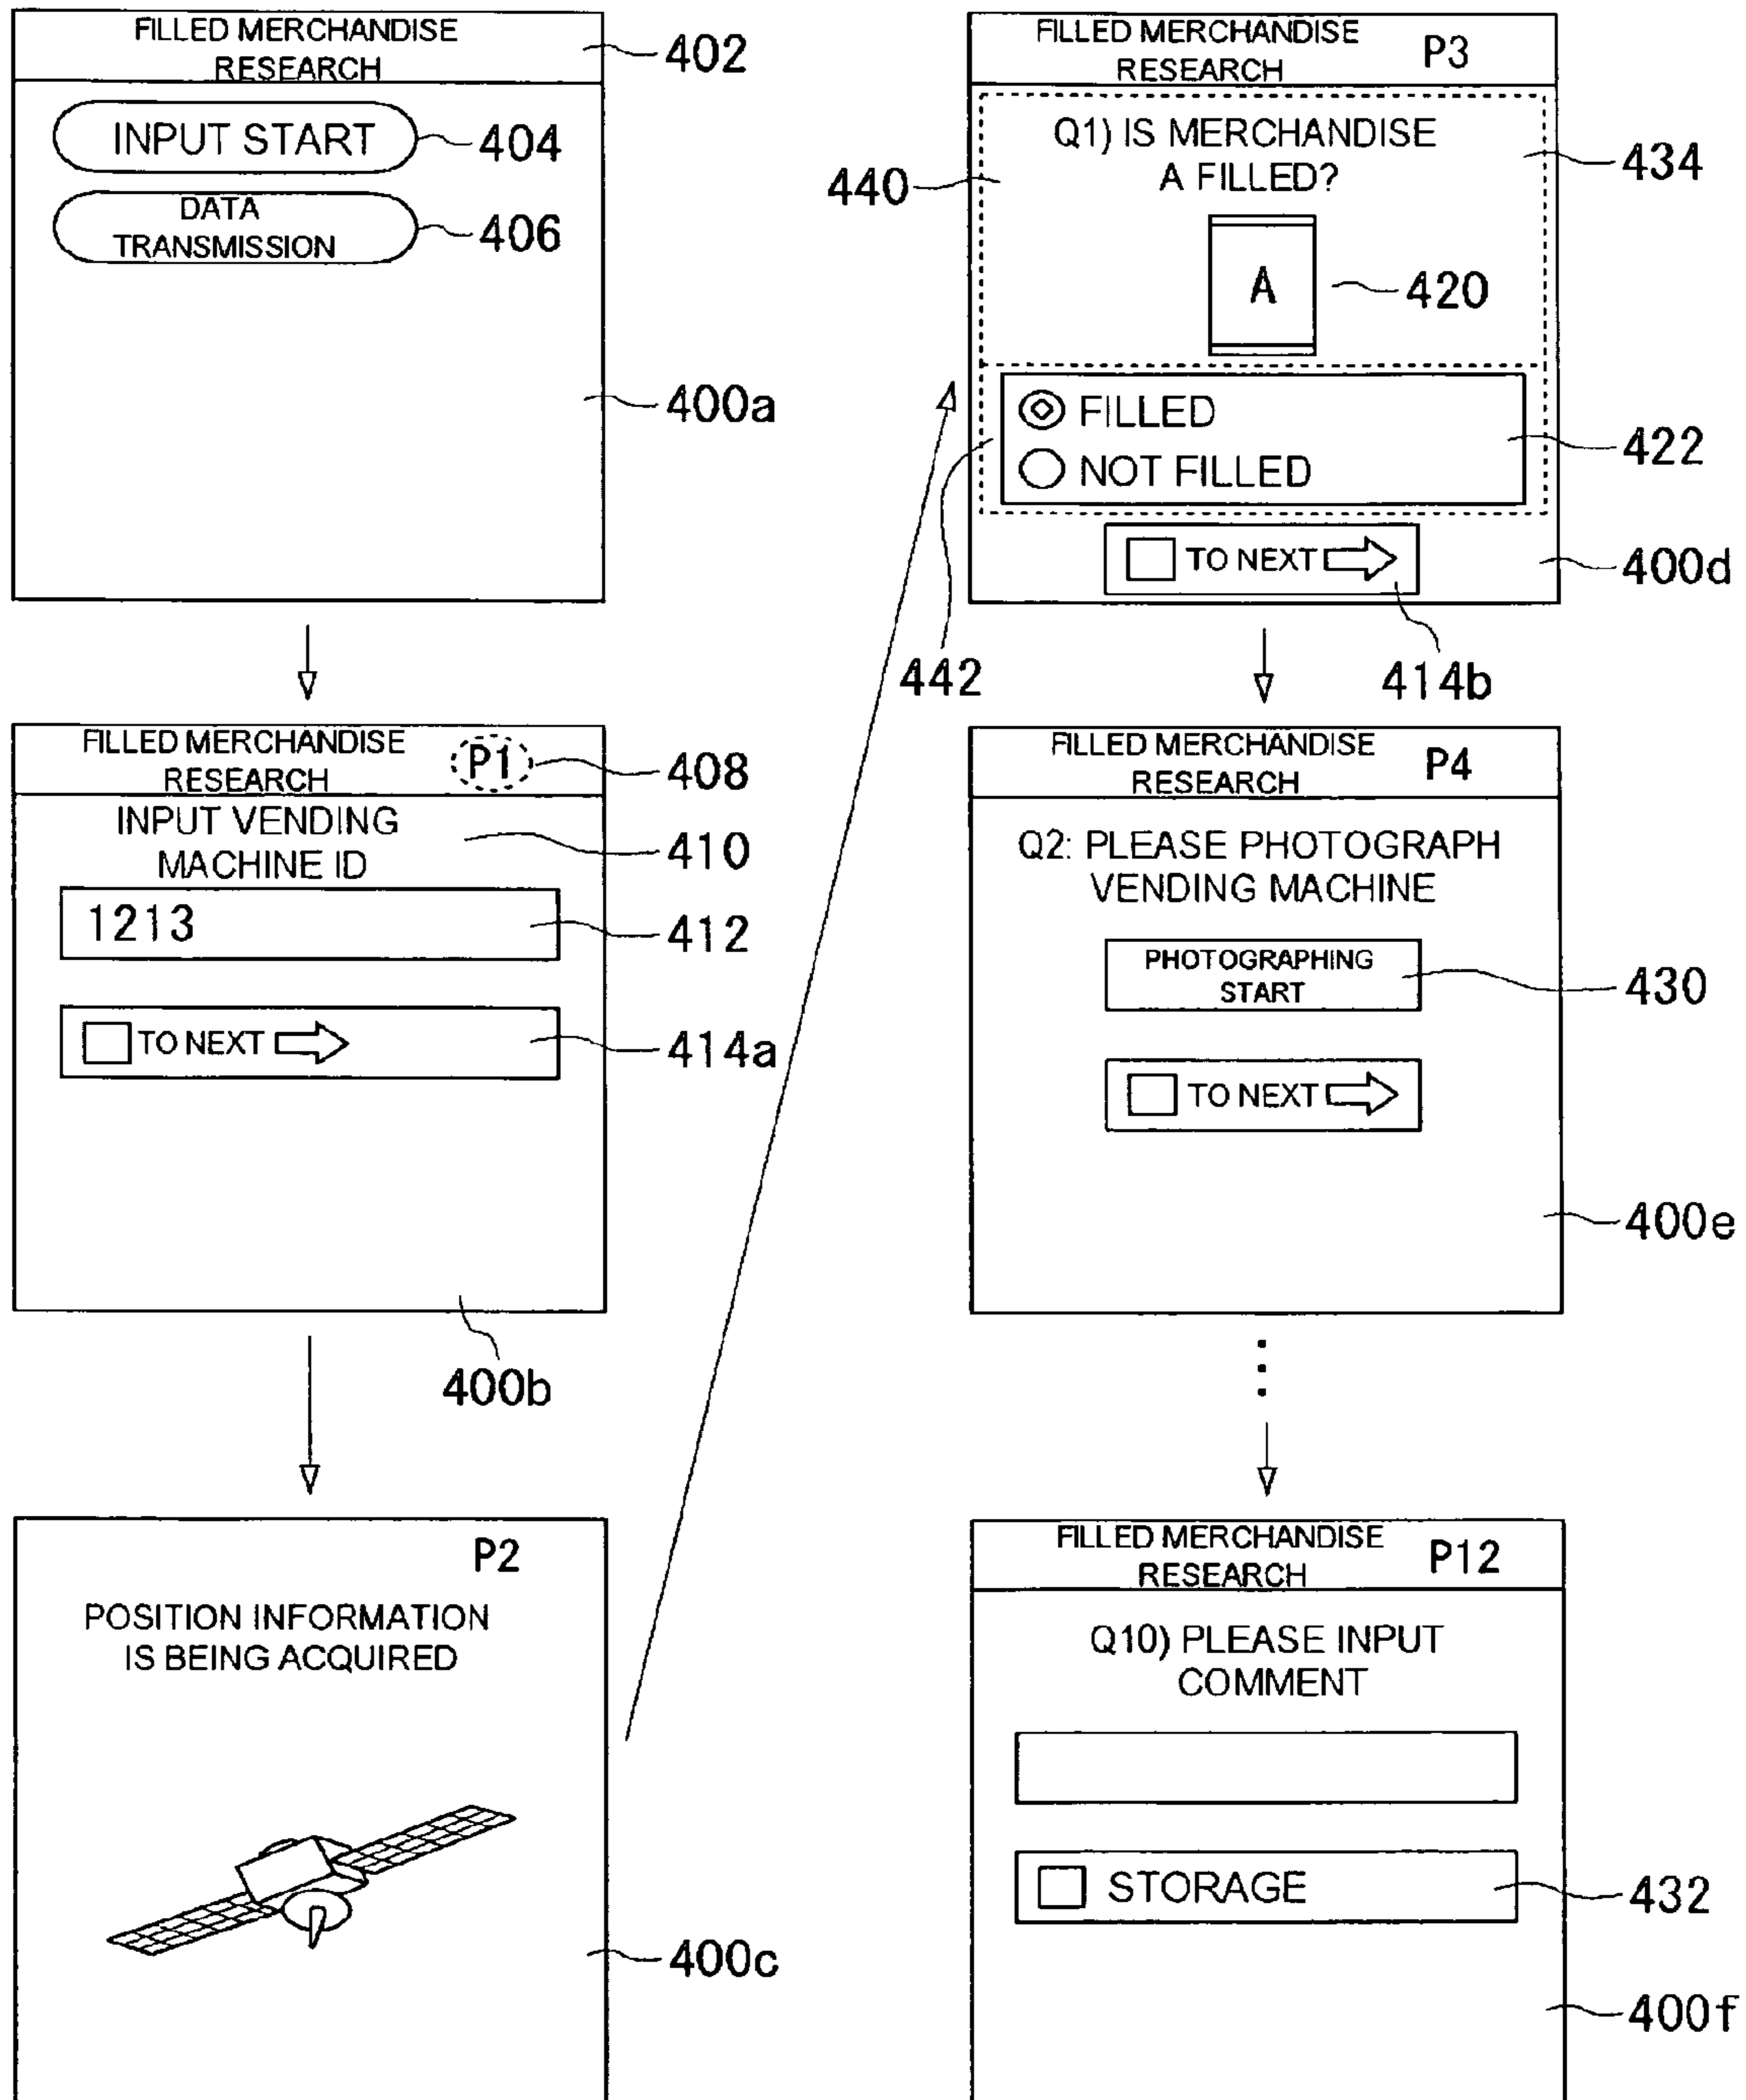 FILLED MERCHANDISE
RESEARCH
402
INPUT START
404
DATA
TRANSMISSION
406
400a
FILLED MERCHANDISE
RESEARCH
P1
408
INPUT VENDING
MACHINE ID
410
1213
412
TO NEXT
414a
400b
P2
POSITION INFORMATION
IS BEING ACQUIRED
400c
FILLED MERCHANDISE
RESEARCH
P3
Q1) IS MERCHANDISE
A FILLED?
434
440
A
420
FILLED
NOT FILLED
422
TO NEXT
400d
442
414b
FILLED MERCHANDISE
RESEARCH
P4
Q2: PLEASE PHOTOGRAPH
VENDING MACHINE
PHOTOGRAPHING
START
430
TO NEXT
400e
FILLED MERCHANDISE
RESEARCH
P12
Q10) PLEASE INPUT
COMMENT
STORAGE
432
400f